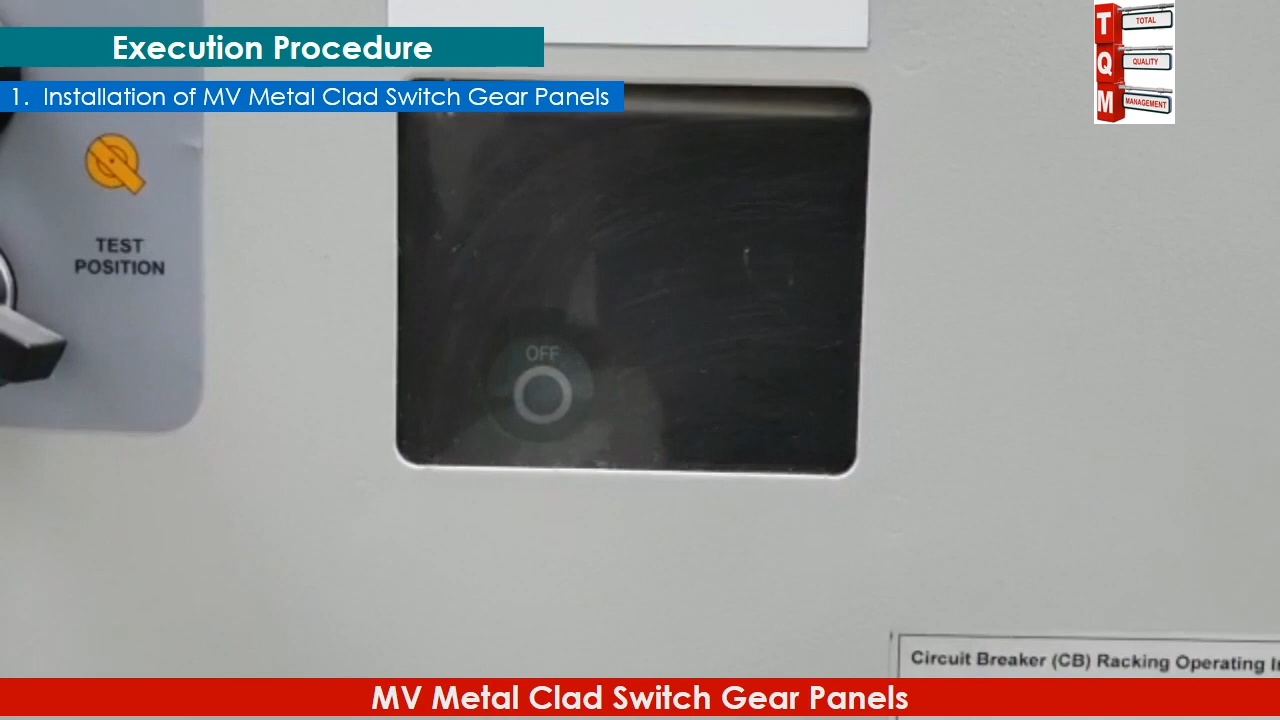 Execution Procedure
1. Installation of MV Metal Clad Switch Gear Panels
T TOTAL
Q QUALITY
M MANAGEMENT
TEST
POSITION
OFF
Circuit Breaker (CB) Racking Operating
MV Metal Clad Switch Gear Panels